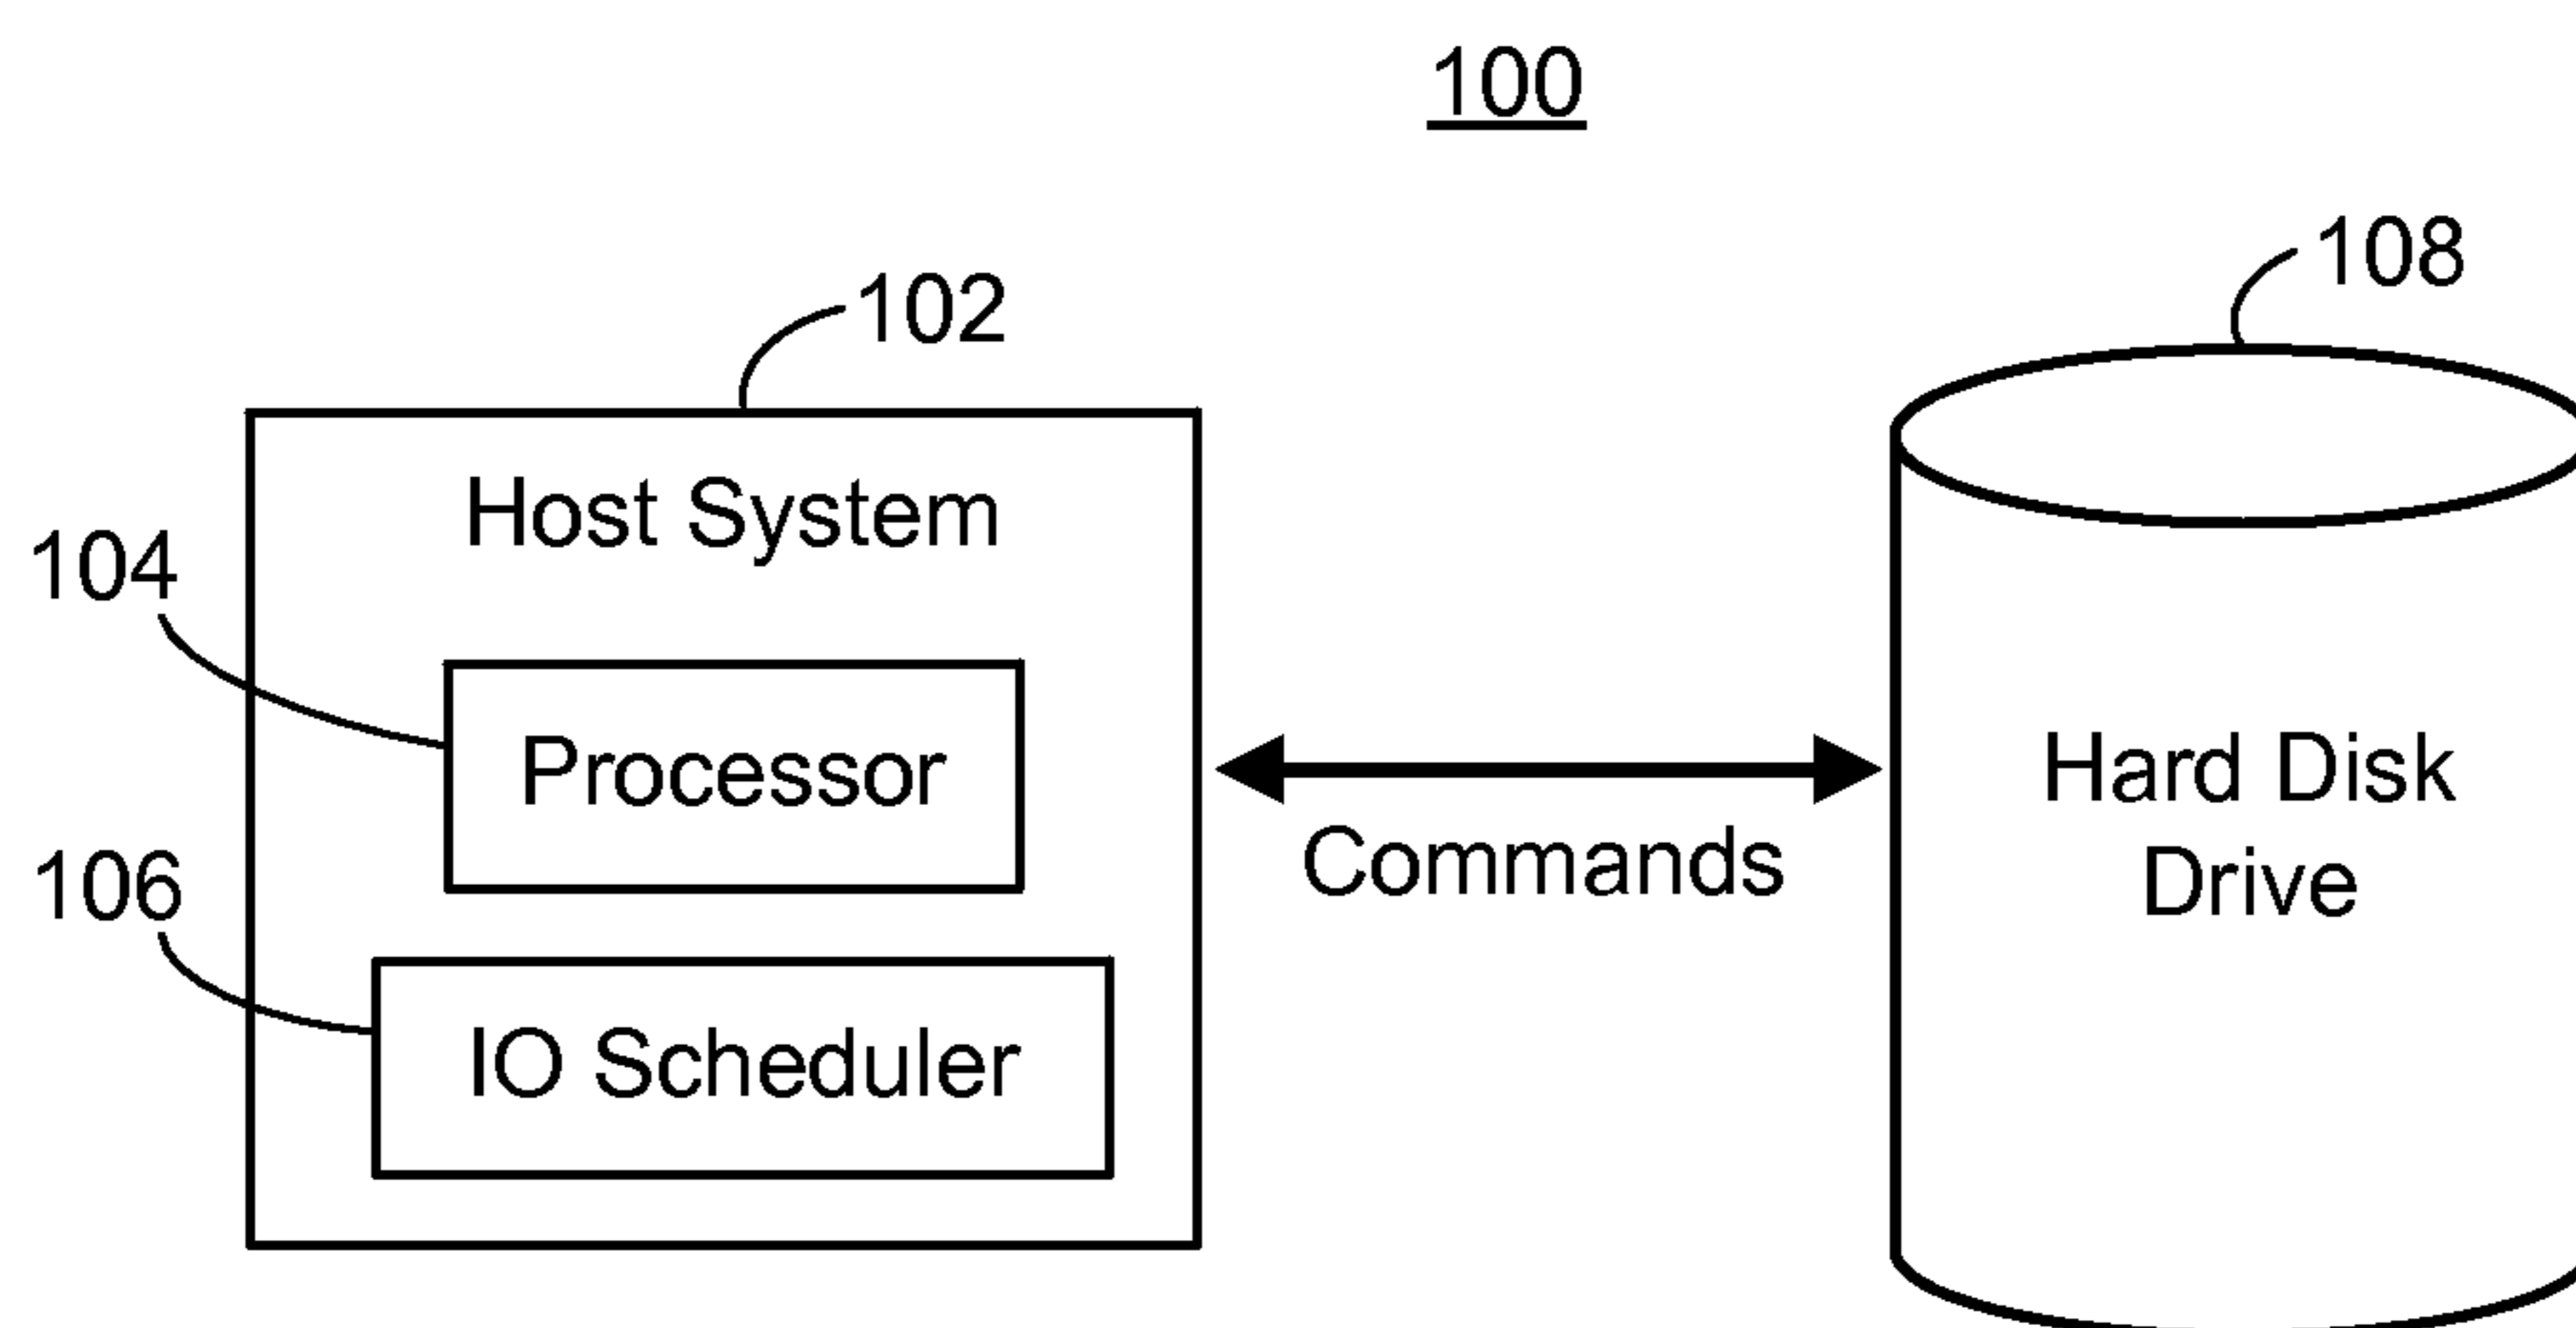 100
108
102
Host System
104
Processor
Hard Disk
Drive
Commands
106
IO Scheduler